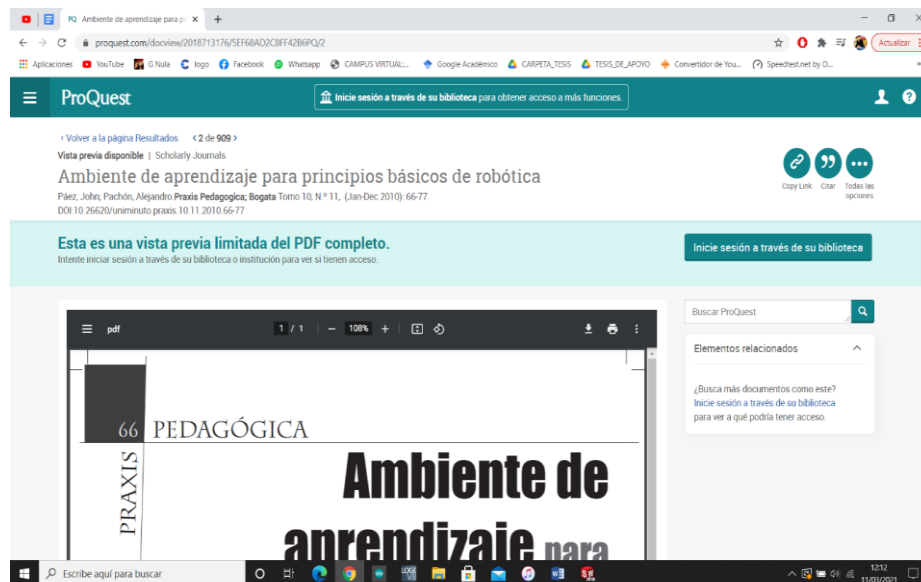 PQ Ambiente de aprendizaje para pr
proquest.com/docview/2018713176/5EF68AD2C8FF42B6PQ/2
Actualizar
Aplicaciones YouTube G Nula logo Facebook Whatsapp CAMPUS VIRTUAL:... Google Académico CARPETA_TESIS TESIS_DE_APOYO Convertidor de You... Speedtest.net by O...
ProQuest
Inicie sesión a través de su biblioteca para obtener acceso a más funciones.
‹ Volver a la página Resultados ‹ 2 de 909 ›
Vista previa disponible | Scholarly Journals
Ambiente de aprendizaje para principios básicos de robótica
Páez, John; Pachón, Alejandro. Praxis Pedagogica; Bogata Tomo 10, N.º 11, (Jan-Dec 2010): 66-77.
DOI:10.26620/uniminuto.praxis.10.11.2010.66-77
Copy Link Citar Todas las
opciones
Esta es una vista previa limitada del PDF completo.
Intente iniciar sesión a través de su biblioteca o institución para ver si tienen acceso.
Inicie sesión a través de su biblioteca
pdf 1 / 1 108%
66 PEDAGÓGICA
PRAXIS
Ambiente de
aprendizaje para
Buscar ProQuest
Elementos relacionados
¿Busca más documentos como este?
Inicie sesión a través de su biblioteca
para ver a qué podría tener acceso.
Escribe aquí para buscar
12:12
11/03/2021